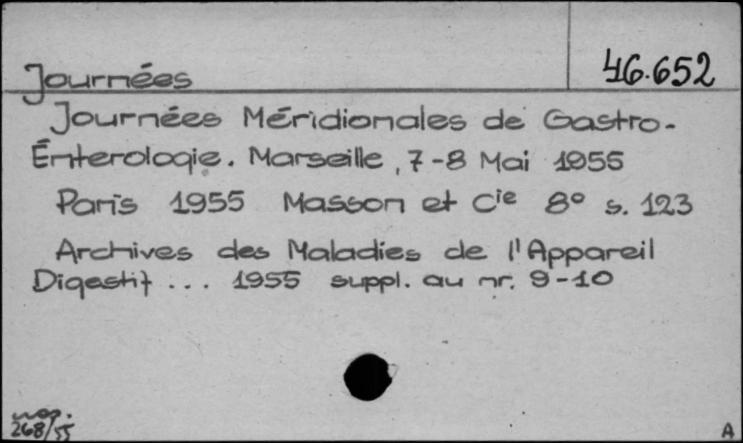 Journées
46.652
Journées Méridionales de Gastro-
Énterologie. Marseille, 7-8 Mai 1955
Paris 1955 Masson et Cie 8° s. 123
Archives des Maladies de l'Appareil
Digestif ... 1955 suppl. au nr. 9-10
268/55
A